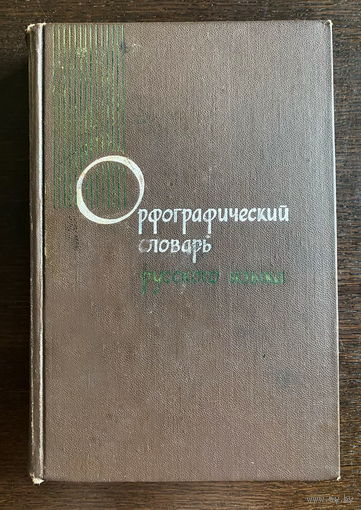 Орфографический
словарь
русского языка